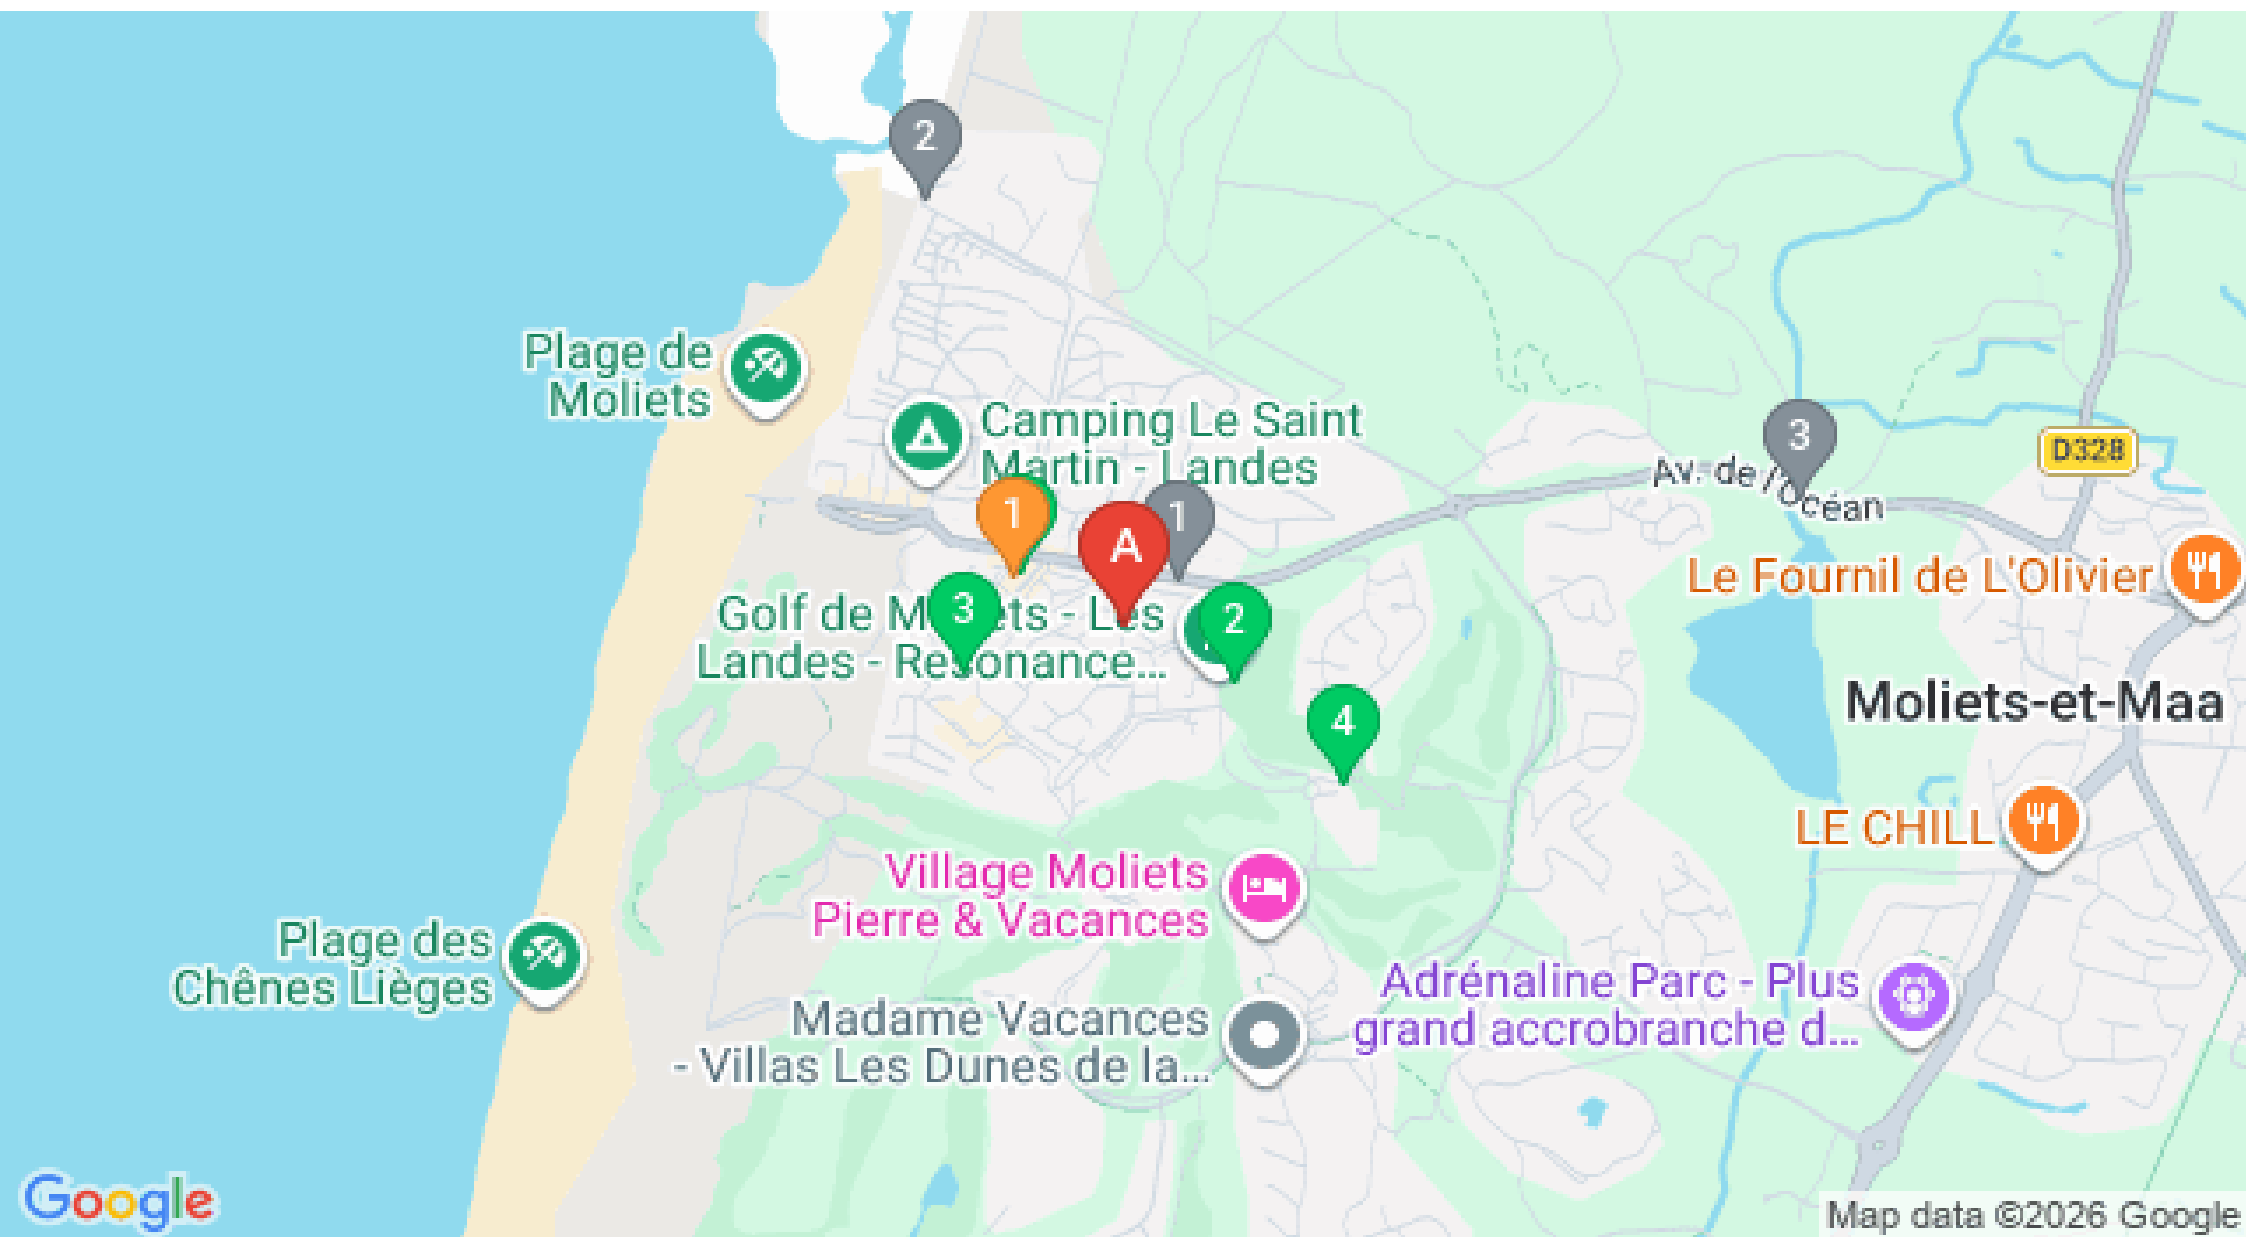 2
Plage de
Moliets
Camping Le Saint
Martin - Landes
3
D328
Av. de l'Océan
1
A
1
Le Fournil de L'Olivier
3
2
Golf de Moliets - Les
Landes - Resonance...
4
Moliets-et-Maa
LE CHILL
Village Moliets
Pierre & Vacances
Plage des
Chênes Lièges
Adrénaline Parc - Plus
grand accrobranche d...
Madame Vacances
- Villas Les Dunes de la...
Google
Map data ©2026 Google